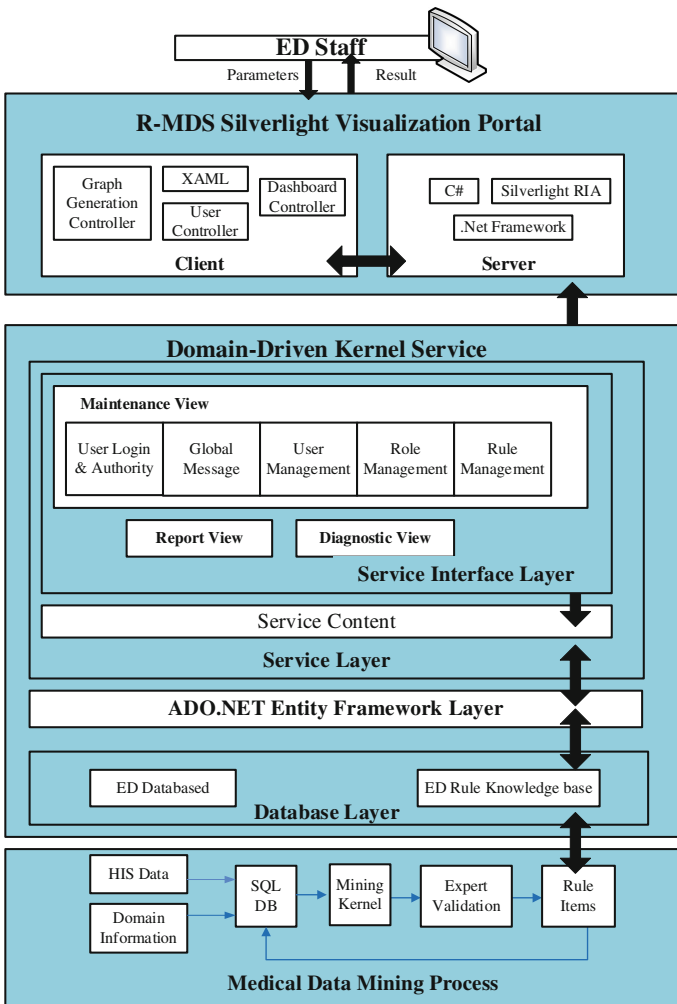 ED Staff
Parameters
Result
R-MDS Silverlight Visualization Portal
Graph
Generation
Controller
XAML
User
Controller
Dashboard
Controller
Client
C#
Silverlight RIA
.Net Framework
Server
Domain-Driven Kernel Service
Maintenance View
User Login
& Authority
Global
Message
User
Management
Role
Management
Rule
Management
Report View
Diagnostic View
Service Interface Layer
Service Content
Service Layer
ADO.NET Entity Framework Layer
ED Databased
ED Rule Knowledge base
Database Layer
HIS Data
Domain
Information
SQL
DB
Mining
Kernel
Expert
Validation
Rule
Items
Medical Data Mining Process